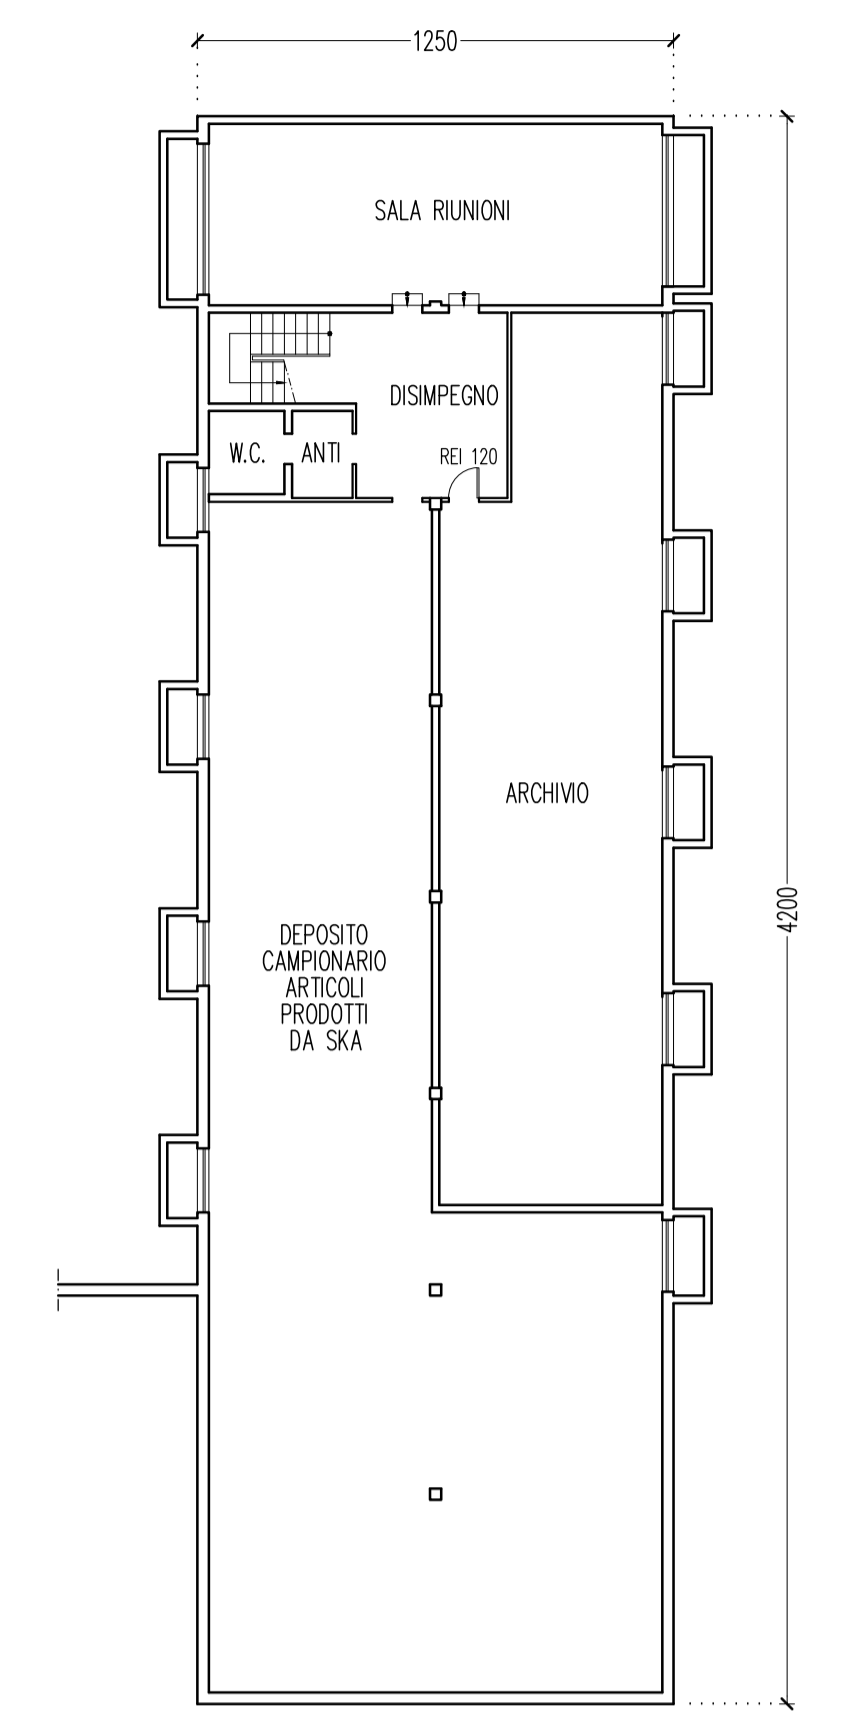 1250
SALA RIUNIONI
DISIMPEGNO
W.C.
ANTI
REI 120
ARCHIVIO
4200
DEPOSITO
CAMPIONARIO
ARTICOLI
PRODOTTI
DA SKA